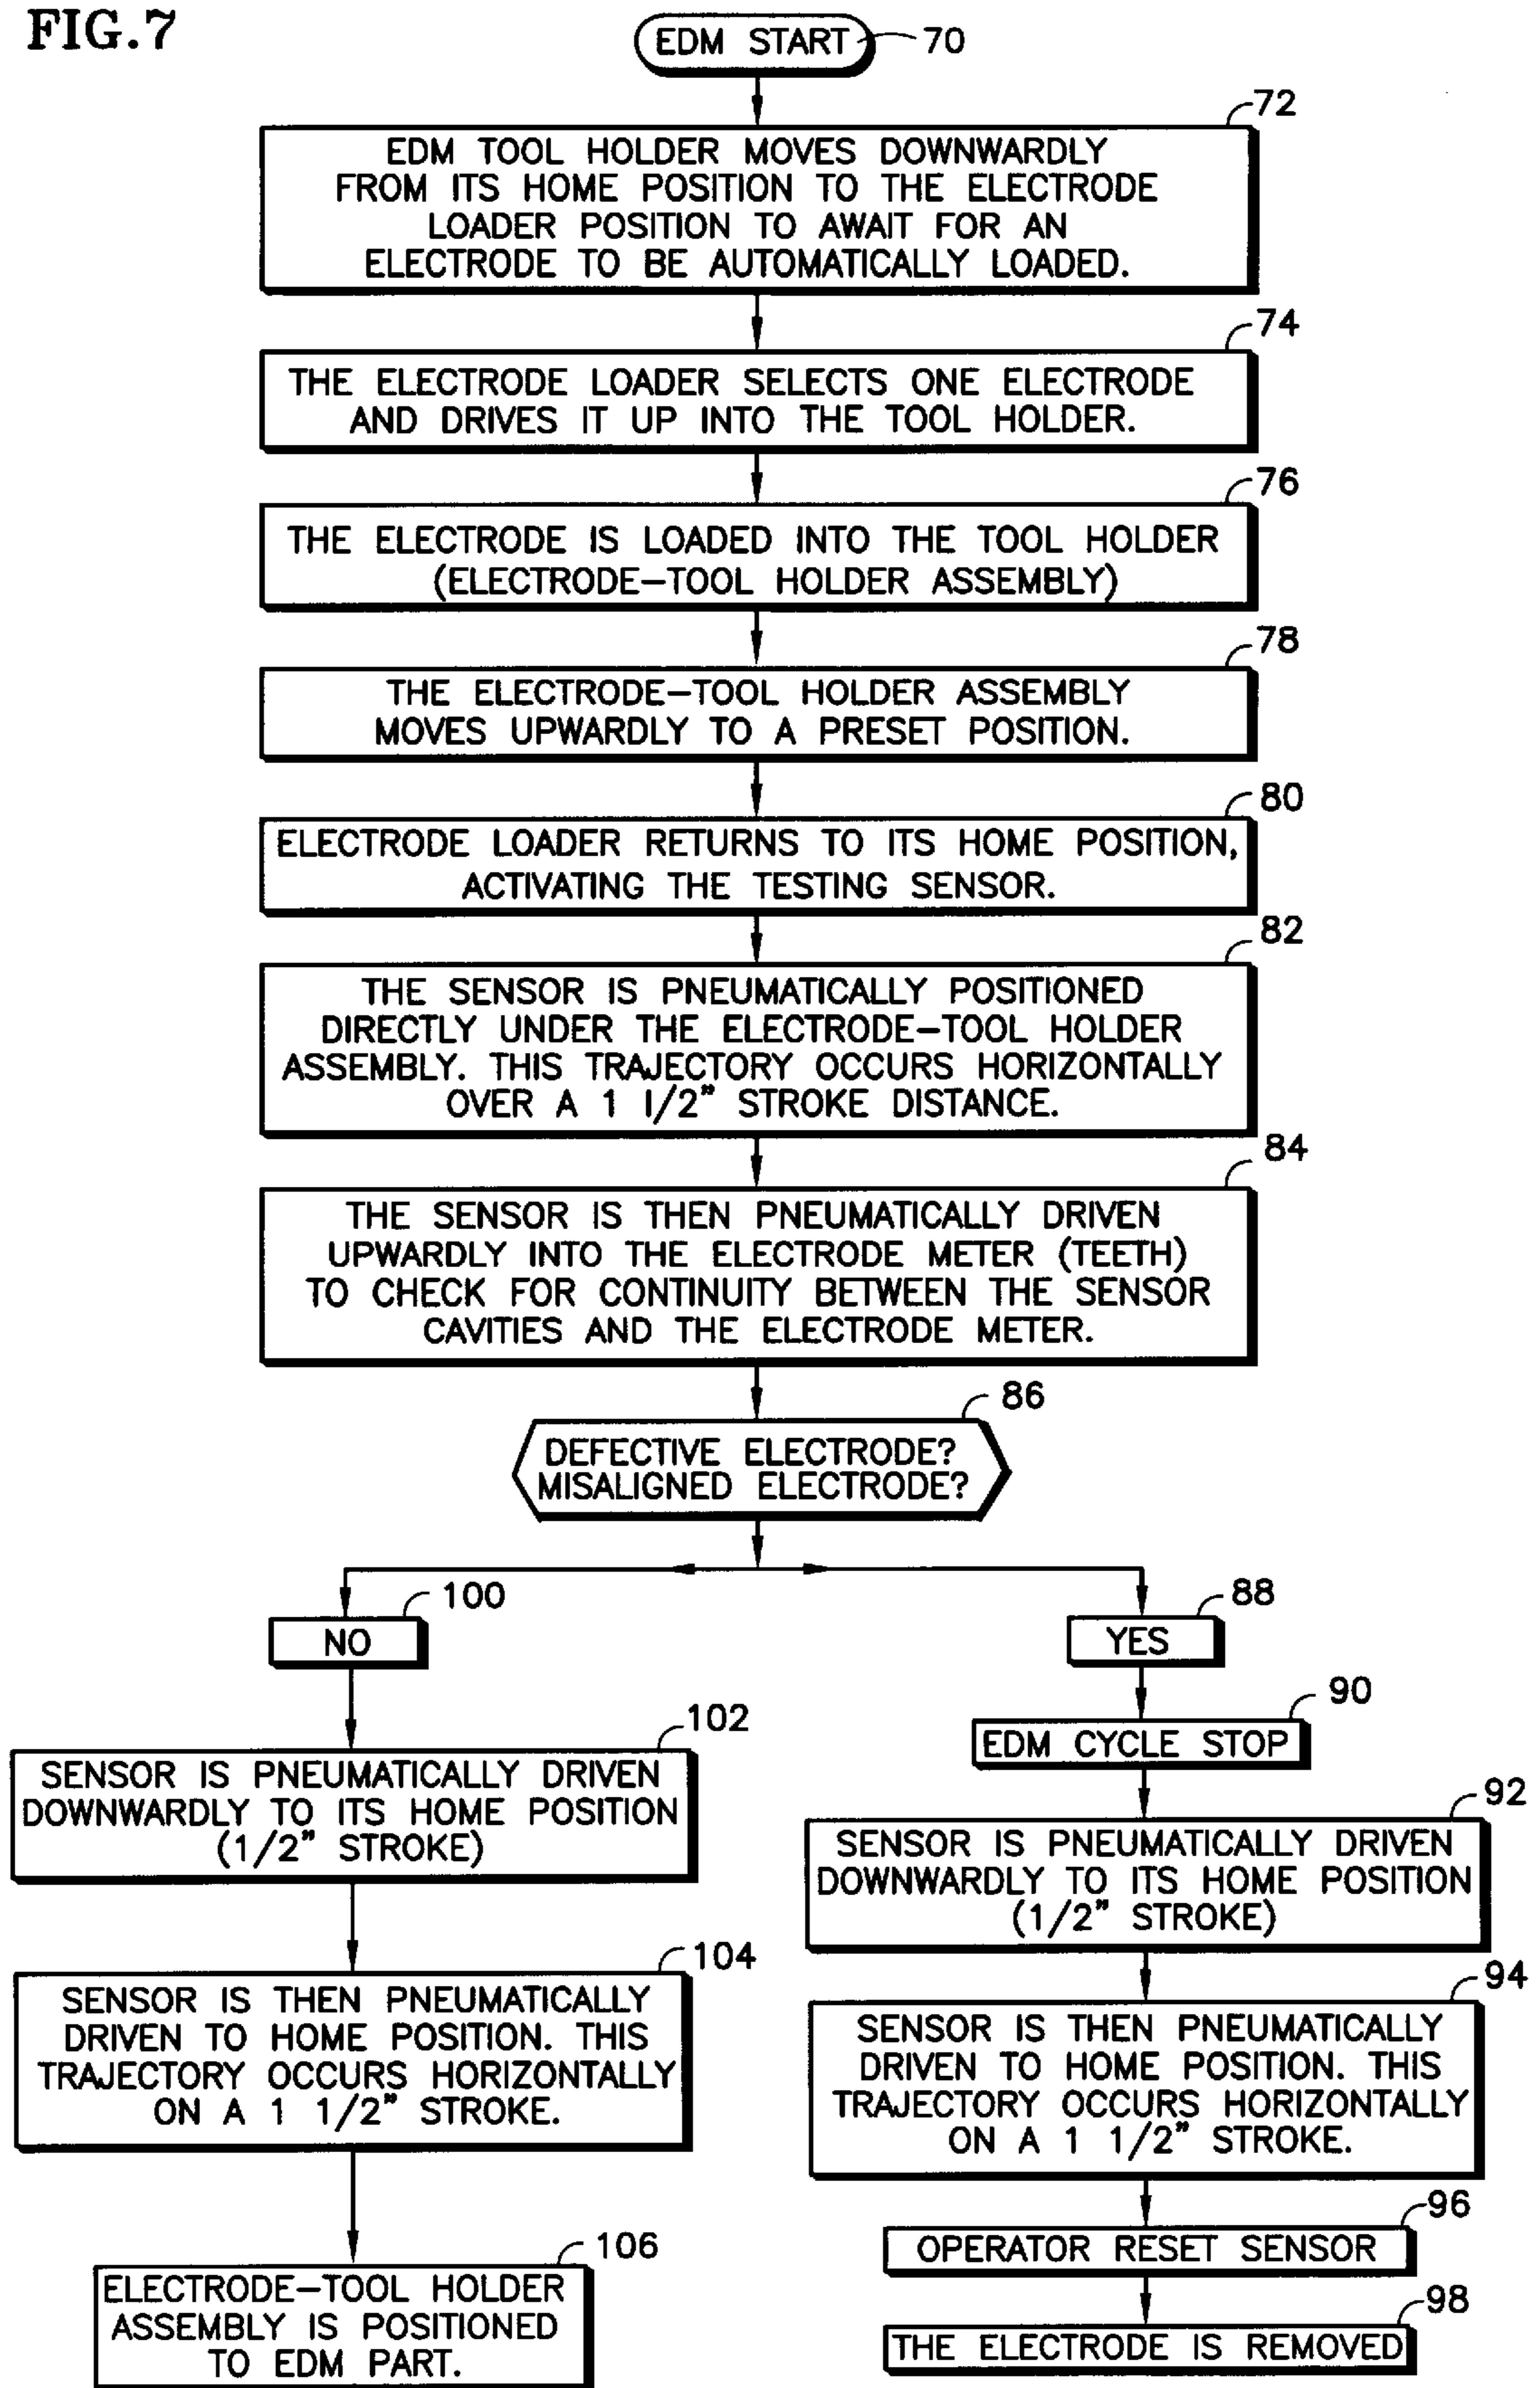 FIG.7
EDM START
70
72
EDM TOOL HOLDER MOVES DOWNWARDLY
FROM ITS HOME POSITION TO THE ELECTRODE
LOADER POSITION TO AWAIT FOR AN
ELECTRODE TO BE AUTOMATICALLY LOADED.
74
THE ELECTRODE LOADER SELECTS ONE ELECTRODE
AND DRIVES IT UP INTO THE TOOL HOLDER.
76
THE ELECTRODE IS LOADED INTO THE TOOL HOLDER
(ELECTRODE-TOOL HOLDER ASSEMBLY)
78
THE ELECTRODE-TOOL HOLDER ASSEMBLY
MOVES UPWARDLY TO A PRESET POSITION.
80
ELECTRODE LOADER RETURNS TO ITS HOME POSITION,
ACTIVATING THE TESTING SENSOR.
82
THE SENSOR IS PNEUMATICALLY POSITIONED
DIRECTLY UNDER THE ELECTRODE-TOOL HOLDER
ASSEMBLY. THIS TRAJECTORY OCCURS HORIZONTALLY
OVER A 1 1/2" STROKE DISTANCE.
84
THE SENSOR IS THEN PNEUMATICALLY DRIVEN
UPWARDLY INTO THE ELECTRODE METER (TEETH)
TO CHECK FOR CONTINUITY BETWEEN THE SENSOR
CAVITIES AND THE ELECTRODE METER.
86
DEFECTIVE ELECTRODE?
MISALIGNED ELECTRODE?
100
NO
102
SENSOR IS PNEUMATICALLY DRIVEN
DOWNWARDLY TO ITS HOME POSITION
(1/2" STROKE)
104
SENSOR IS THEN PNEUMATICALLY
DRIVEN TO HOME POSITION. THIS
TRAJECTORY OCCURS HORIZONTALLY
ON A 1 1/2" STROKE.
106
ELECTRODE-TOOL HOLDER
ASSEMBLY IS POSITIONED
TO EDM PART.
88
YES
90
EDM CYCLE STOP
92
SENSOR IS PNEUMATICALLY DRIVEN
DOWNWARDLY TO ITS HOME POSITION
(1/2" STROKE)
94
SENSOR IS THEN PNEUMATICALLY
DRIVEN TO HOME POSITION. THIS
TRAJECTORY OCCURS HORIZONTALLY
ON A 1 1/2" STROKE.
96
OPERATOR RESET SENSOR
98
THE ELECTRODE IS REMOVED